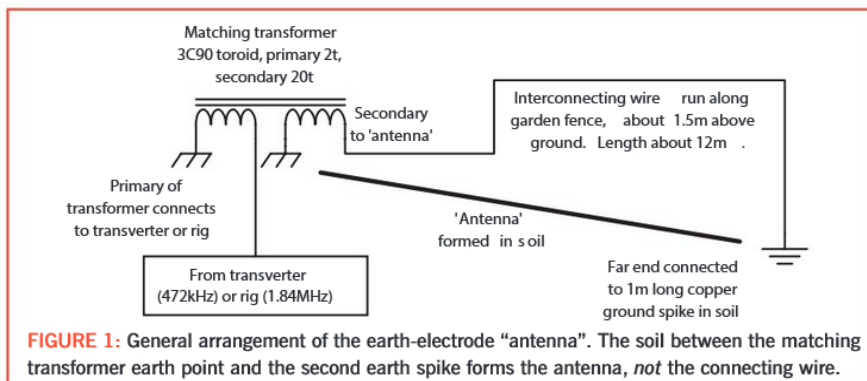 Matching transformer
3C90 toroid, primary 2t,
secondary 20t
Secondary
to 'antenna'
Interconnecting wire run along
garden fence, about 1.5m above
ground. Length about 12m .
Primary of
transformer connects
to transverter or rig
'Antenna'
formed in s oil
From transverter
(472kHz) or rig (1.84MHz)
Far end connected
to 1m long copper
ground spike in soil
FIGURE 1: General arrangement of the earth-electrode “antenna”. The soil between the matching
transformer earth point and the second earth spike forms the antenna, not the connecting wire.